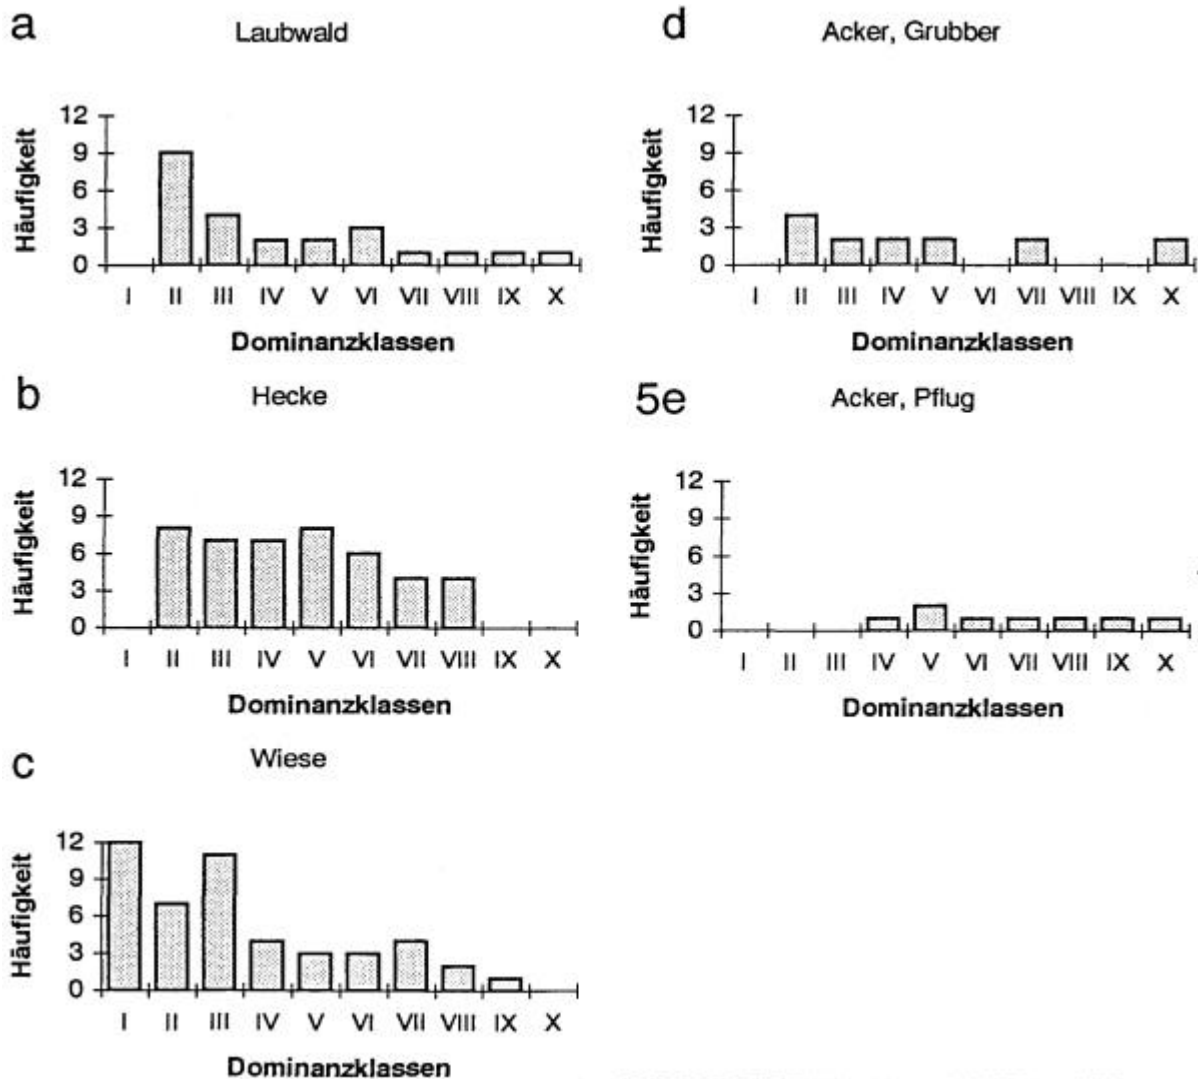 a
Laubwald
Häufigkeit
12
9
6
3
0
I II III IV V VI VII VIII IX X
Dominanzklassen
b
Hecke
Häufigkeit
12
9
6
3
0
I II III IV V VI VII VIII IX X
Dominanzklassen
c
Wiese
Häufigkeit
12
9
6
3
0
I II III IV V VI VII VIII IX X
Dominanzklassen
d
Acker, Grubber
Häufigkeit
12
9
6
3
0
I II III IV V VI VII VIII IX X
Dominanzklassen
5e
Acker, Pflug
Häufigkeit
12
9
6
3
0
I II III IV V VI VII VIII IX X
Dominanzklassen